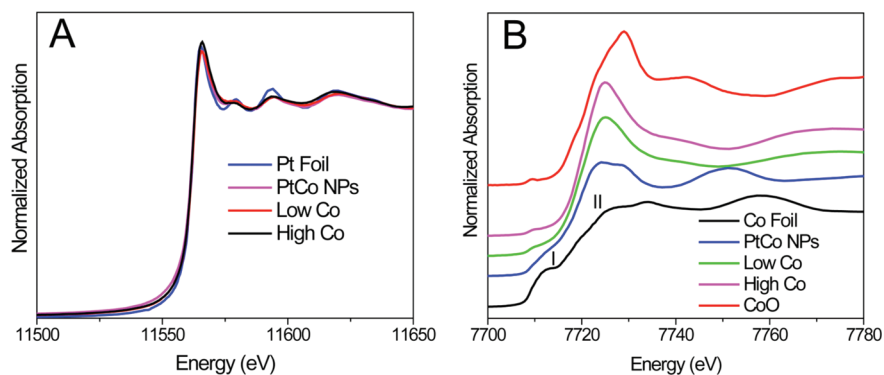 A
Normalized Absorption
Pt Foil
PtCo NPs
Low Co
High Co
11500
11550
11600
11650
Energy (eV)
B
Normalized Absorption
II
I
Co Foil
PtCo NPs
Low Co
High Co
CoO
7700
7720
7740
7760
7780
Energy (eV)